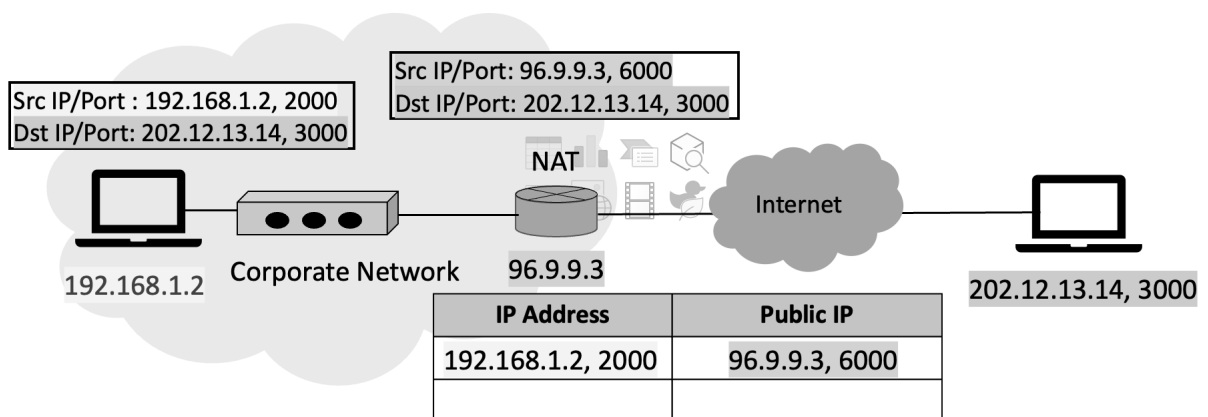 Src IP/Port: 96.9.9.3, 6000
Dst IP/Port: 202.12.13.14, 3000
Src IP/Port : 192.168.1.2, 2000
Dst IP/Port: 202.12.13.14, 3000
NAT
Internet
192.168.1.2
Corporate Network
96.9.9.3
202.12.13.14, 3000
IP Address
Public IP
192.168.1.2, 2000
96.9.9.3, 6000